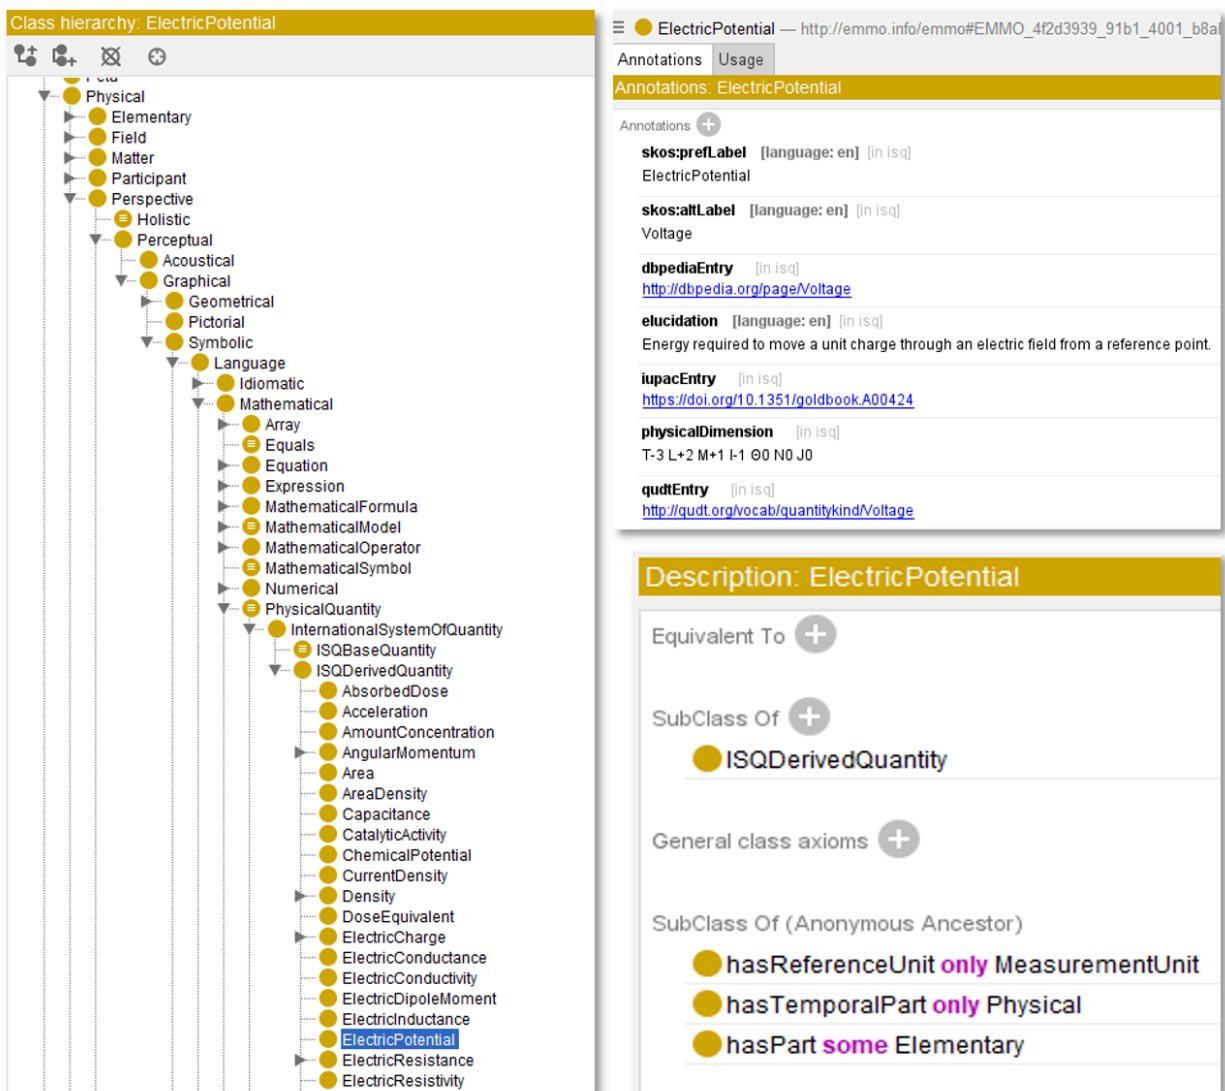 Class hierarchy: ElectricPotential
Peta
Physical
Elementary
Field
Matter
Participant
Perspective
Holistic
Perceptual
Acoustical
Graphical
Geometrical
Pictorial
Symbolic
Language
Idiomatic
Mathematical
Array
Equals
Equation
Expression
MathematicalFormula
MathematicalModel
MathematicalOperator
MathematicalSymbol
Numerical
PhysicalQuantity
InternationalSystemOfQuantity
ISQBaseQuantity
ISQDerivedQuantity
AbsorbedDose
Acceleration
AmountConcentration
AngularMomentum
Area
AreaDensity
Capacitance
CatalyticActivity
ChemicalPotential
CurrentDensity
Density
DoseEquivalent
ElectricCharge
ElectricConductance
ElectricConductivity
ElectricDipoleMoment
ElectricInductance
ElectricPotential
ElectricResistance
ElectricResistivity
ElectricPotential — http://emmo.info/emmo#EMMO_4f2d3939_91b1_4001_b8a
Annotations Usage
Annotations: ElectricPotential
Annotations
skos:prefLabel [language: en] [in isq]
ElectricPotential
skos:altLabel [language: en] [in isq]
Voltage
dbpediaEntry [in isq]
http://dbpedia.org/page/Voltage
elucidation [language: en] [in isq]
Energy required to move a unit charge through an electric field from a reference point.
iupacEntry [in isq]
https://doi.org/10.1351/goldbook.A00424
physicalDimension [in isq]
T-3 L+2 M+1 I-1 Θ0 N0 J0
qudtEntry [in isq]
http://qudt.org/vocab/quantitykind/Voltage
Description: ElectricPotential
Equivalent To
SubClass Of
ISQDerivedQuantity
General class axioms
SubClass Of (Anonymous Ancestor)
hasReferenceUnit only MeasurementUnit
hasTemporalPart only Physical
hasPart some Elementary